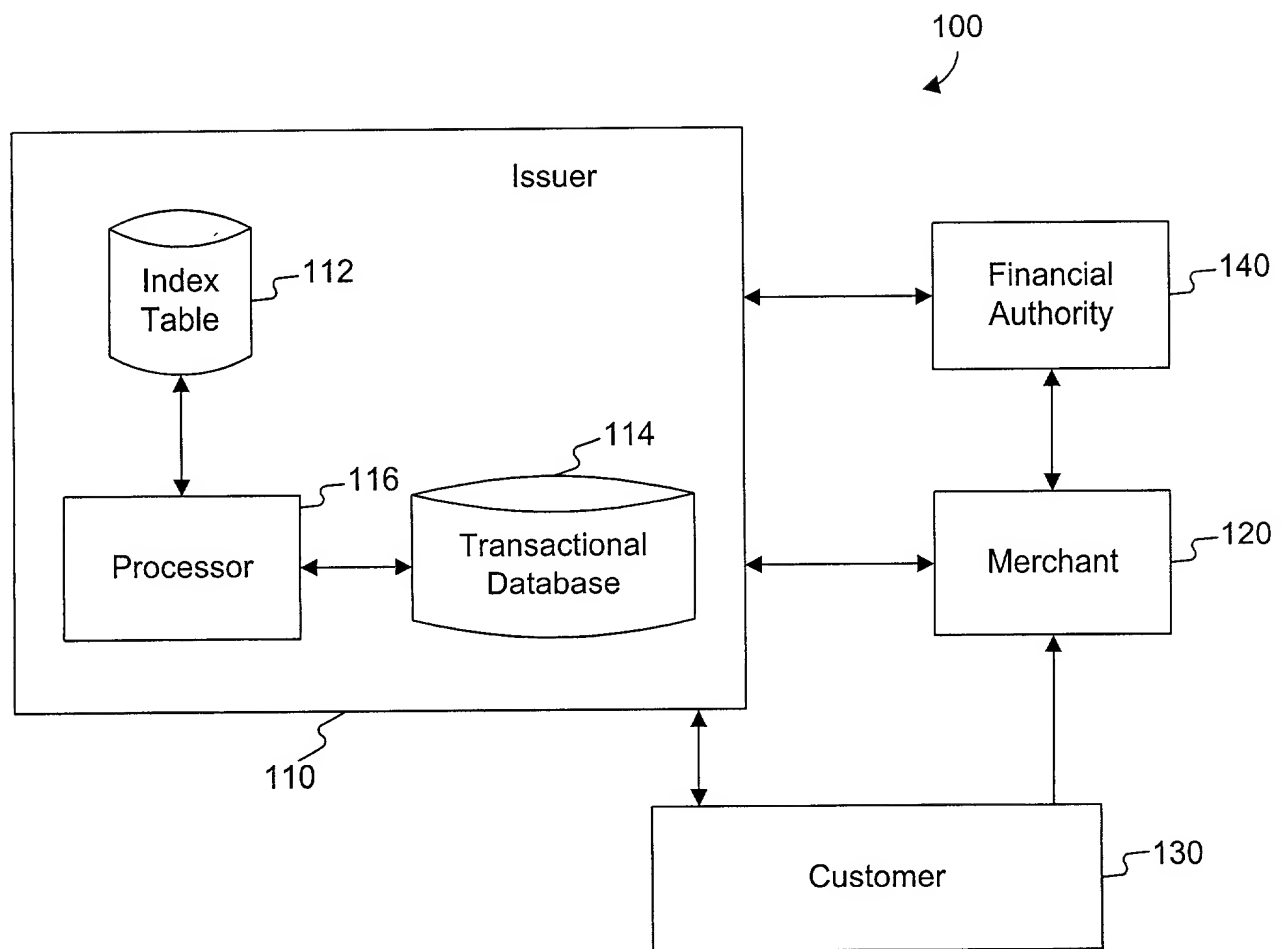 100
Issuer
Index
Table
112
Financial
Authority
140
114
116
Processor
Transactional
Database
Merchant
120
110
Customer
130